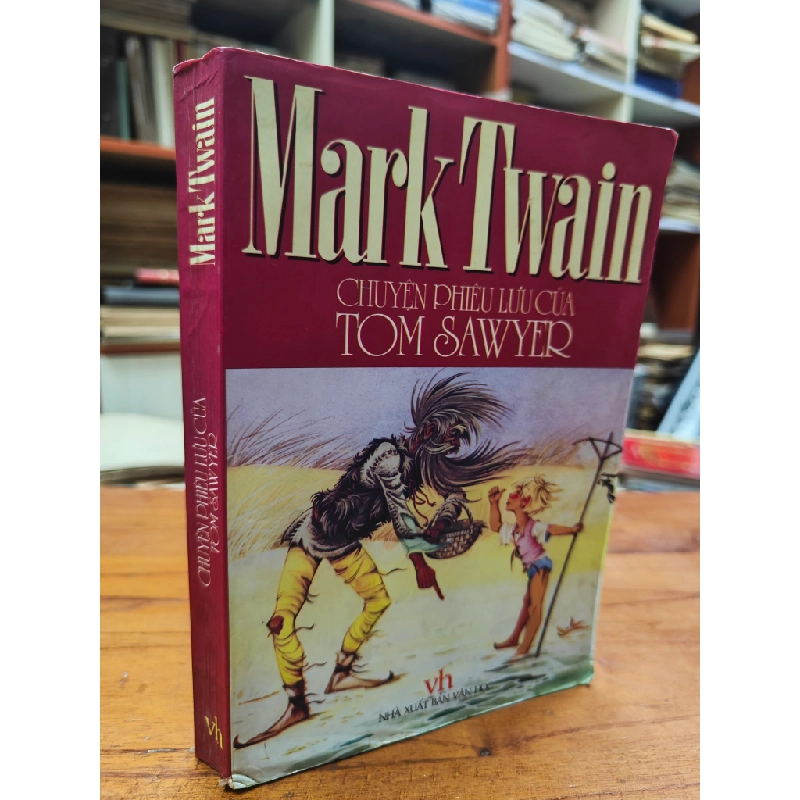 Mark Twain
CHUYỆN PHIÊU LƯU CỦA
TOM SAWYER
vh
NHÀ XUẤT BẢN VĂN HỌC
Mark Twain
CHUYỆN PHIÊU LƯU CỦA
TOM SAWYER
vh